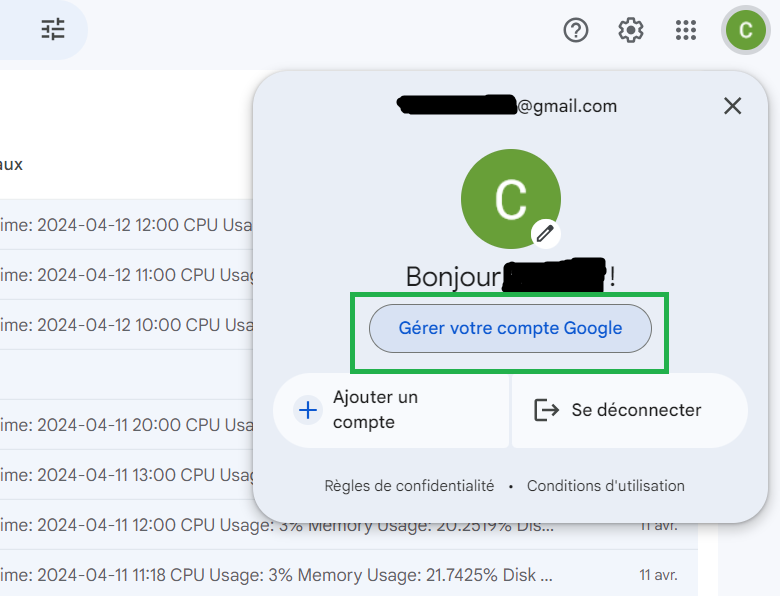 C
@gmail.com
aux
C
ime: 2024-04-12 12:00 CPU Usa
ime: 2024-04-12 11:00 CPU Usag
Bonjour !
ime: 2024-04-12 10:00 CPU Usa
Gérer votre compte Google
Ajouter un
compte
Se déconnecter
ime: 2024-04-11 20:00 CPU Usa
ime: 2024-04-11 13:00 CPU Usag
Règles de confidentialité • Conditions d'utilisation
ime: 2024-04-11 12:00 CPU Usage: 3% Memory Usage: 20.2519% Dis... 11 avr.
ime: 2024-04-11 11:18 CPU Usage: 3% Memory Usage: 21.7425% Disk ... 11 avr.